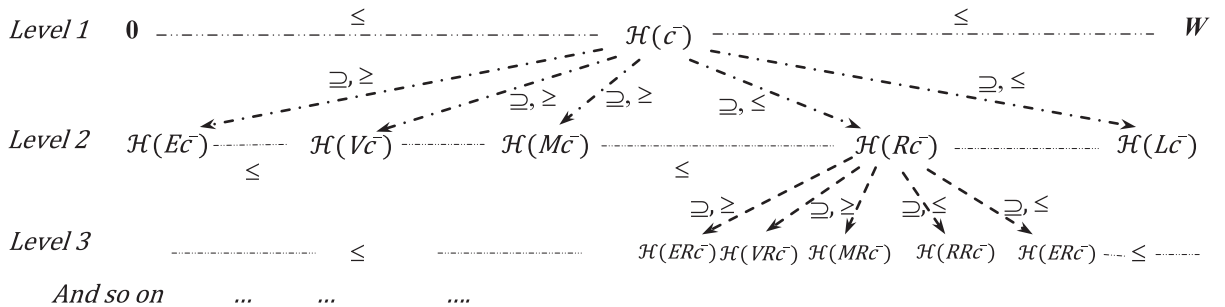 ≤ ≤
Level 1 0 ℋ(c⁻) W
⊇, ≥ ⊇, ≥ ⊇, ≥ ⊇, ≤ ⊇, ≤
Level 2 ℋ(Ec⁻) ℋ(Vc⁻) ℋ(Mc⁻) ℋ(Rc⁻) ℋ(Lc⁻)
≤ ≤
⊇, ≥ ⊇, ≥ ⊇, ≤ ⊇, ≤
Level 3 ≤ ℋ(ERc⁻) ℋ(VRc⁻) ℋ(MRc⁻) ℋ(RRc⁻) ℋ(ERc⁻) ≤
And so on ... ... ....